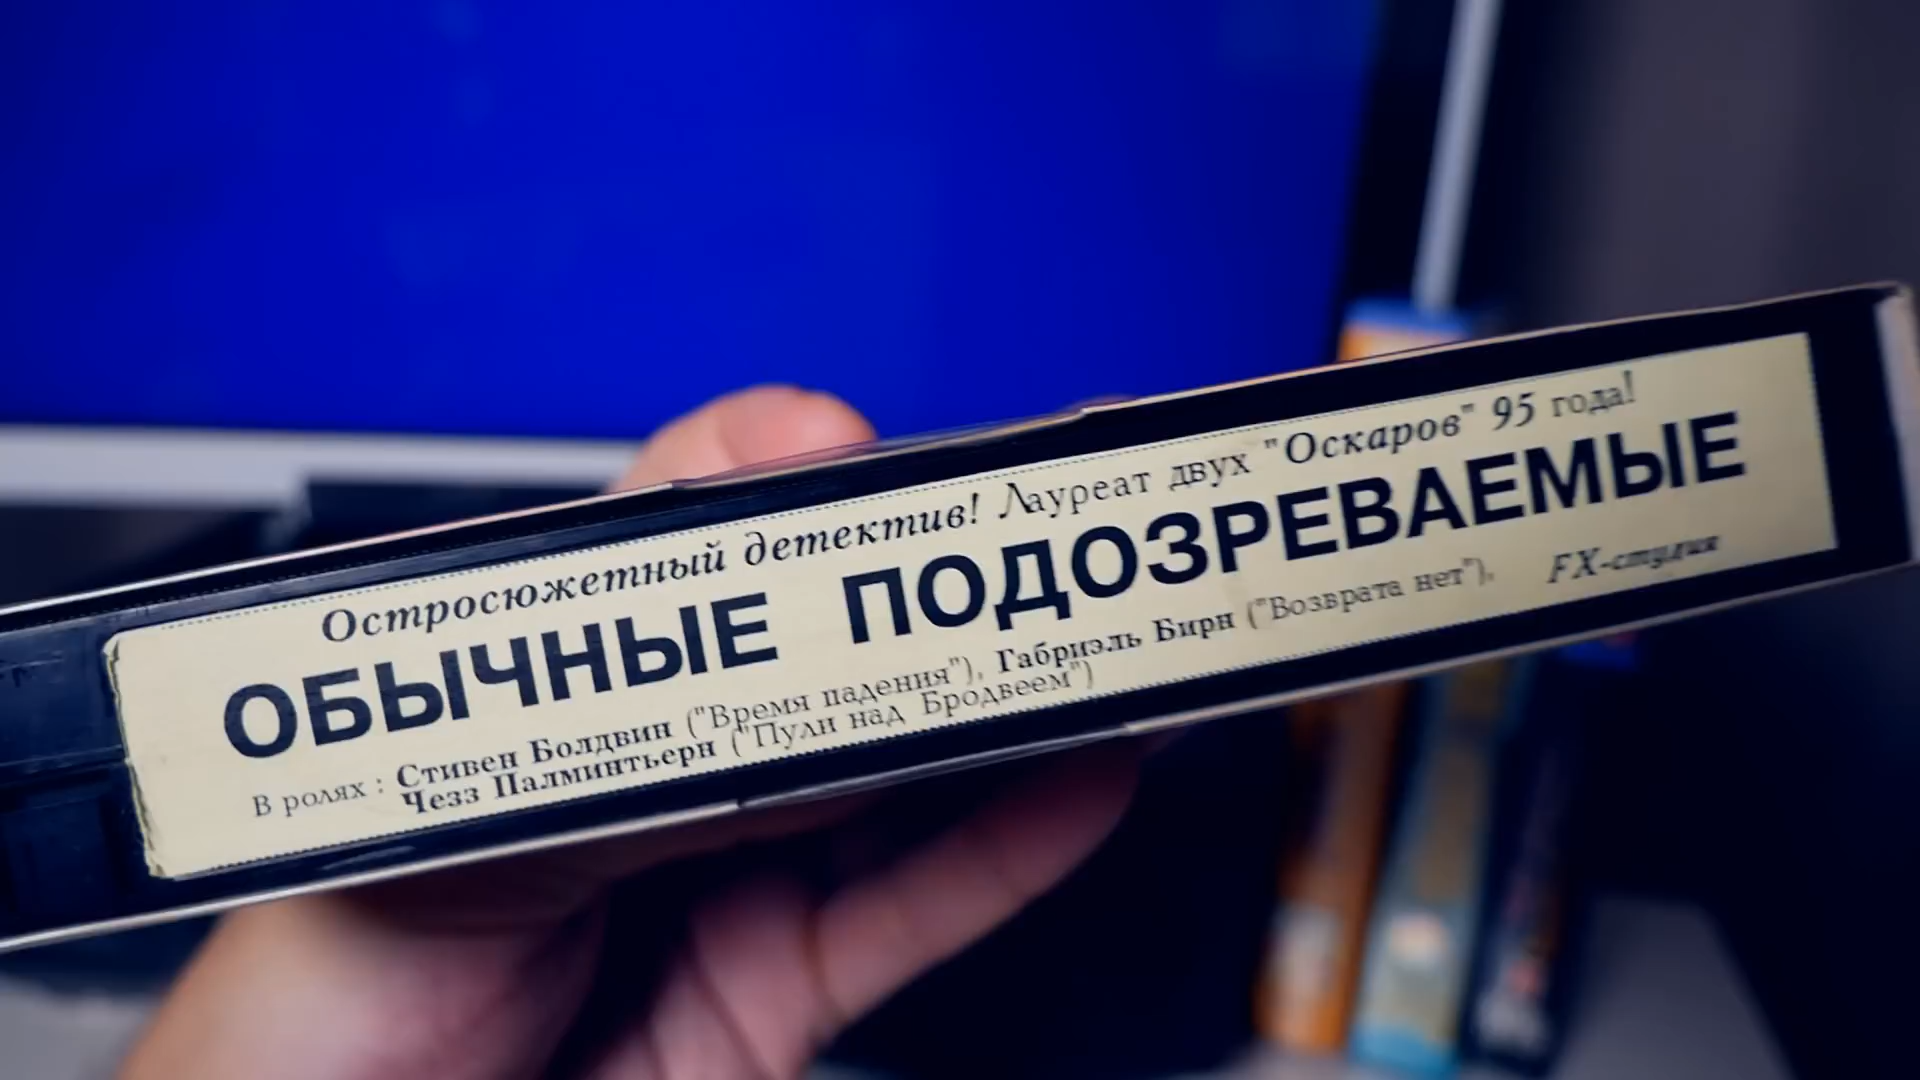 Остросюжетный детектив! Лауреат двух "Оскаров" 95 года!
ОБЫЧНЫЕ ПОДОЗРЕВАЕМЫЕ
В ролях : Стивен Болдвин ("Время падения"), Габриэль Бирн ("Возврата нет"),
Чезз Палминтьерн ("Пули над Бродвеем")
FX-студия